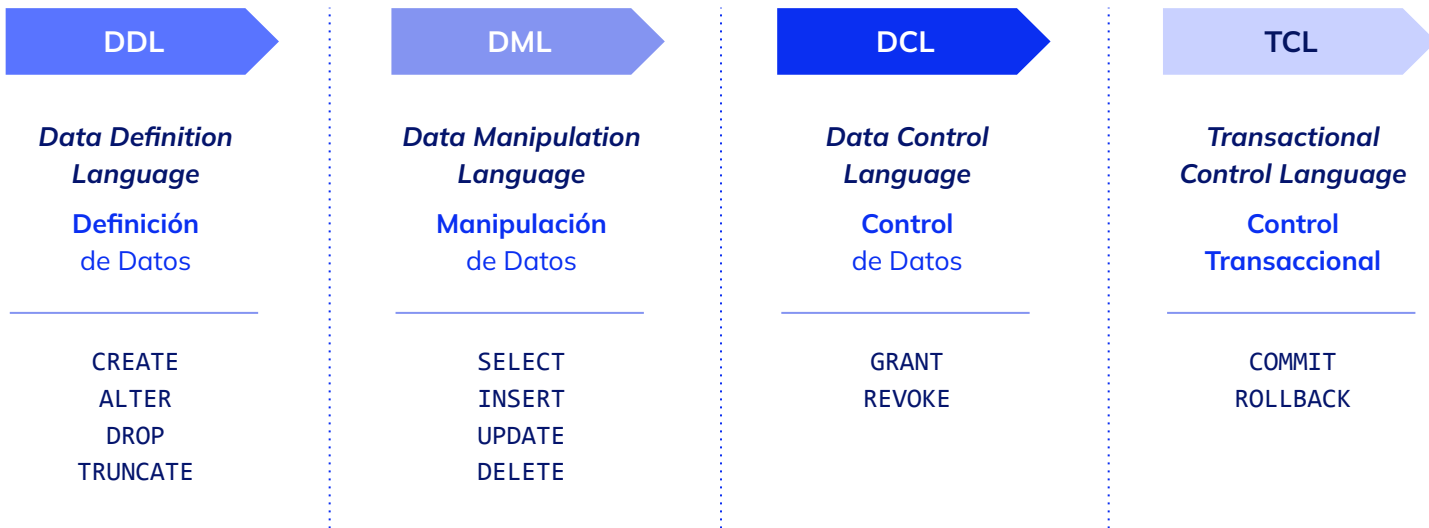 DDL
Data Definition
Language
Definición
de Datos
CREATE
ALTER
DROP
TRUNCATE
DML
Data Manipulation
Language
Manipulación
de Datos
SELECT
INSERT
UPDATE
DELETE
DCL
Data Control
Language
Control
de Datos
GRANT
REVOKE
TCL
Transactional
Control Language
Control
Transaccional
COMMIT
ROLLBACK